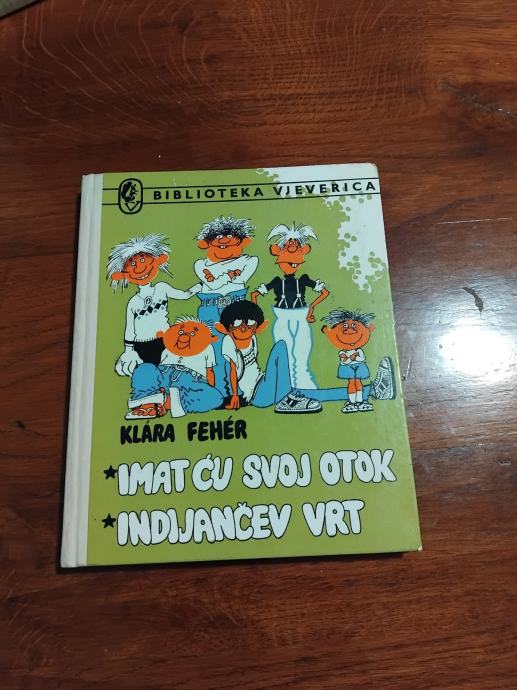 BIBLIOTEKA VJEVERICA
KLÁRA FEHÉR
★IMAT ĆU SVOJ OTOK
★INDIJANČEV VRT